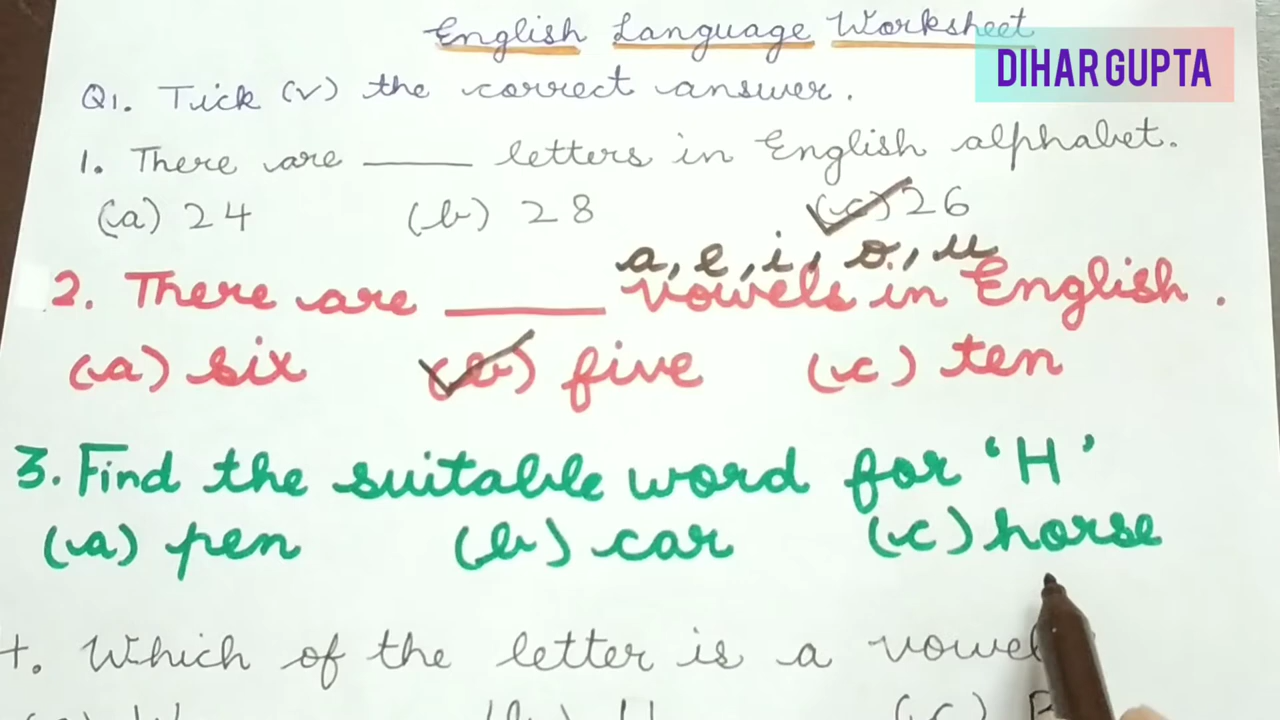 English Language Worksheet
DIHAR GUPTA
Q1. Tick (✓) the correct answer.
1. There are ____ letters in English alphabet.
(a) 24 (b) 28 (c) 26
a, e, i, o, u
2. There are ____ vowels in English.
(a) six (b) five (c) ten
3. Find the suitable word for 'H'
(a) pen (b) car (c) horse
4. Which of the letter is a vowel